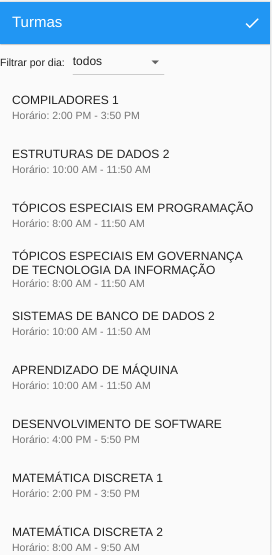 Turmas
Filtrar por dia: todos
COMPILADORES 1
Horário: 2:00 PM - 3:50 PM
ESTRUTURAS DE DADOS 2
Horário: 10:00 AM - 11:50 AM
TÓPICOS ESPECIAIS EM PROGRAMAÇÃO
Horário: 8:00 AM - 11:50 AM
TÓPICOS ESPECIAIS EM GOVERNANÇA
DE TECNOLOGIA DA INFORMAÇÃO
Horário: 8:00 AM - 11:50 AM
SISTEMAS DE BANCO DE DADOS 2
Horário: 10:00 AM - 11:50 AM
APRENDIZADO DE MÁQUINA
Horário: 10:00 AM - 11:50 AM
DESENVOLVIMENTO DE SOFTWARE
Horário: 4:00 PM - 5:50 PM
MATEMÁTICA DISCRETA 1
Horário: 2:00 PM - 3:50 PM
MATEMÁTICA DISCRETA 2
Horário: 8:00 AM - 9:50 AM